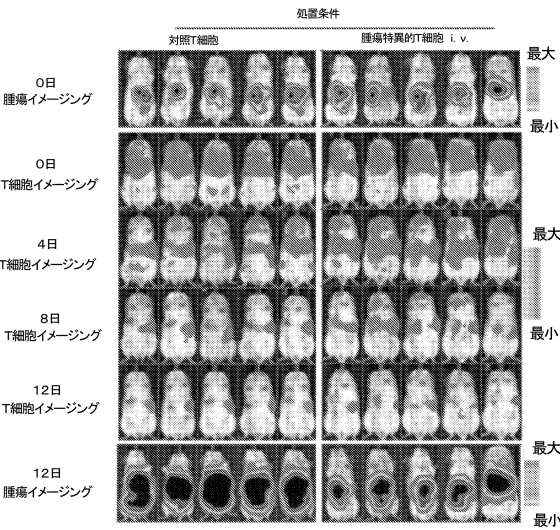 処置条件
対照T細胞
腫瘍特異的T細胞 i. v.
0日
腫瘍イメージング
最大
最小
0日
T細胞イメージング
4日
T細胞イメージング
最大
8日
T細胞イメージング
最小
12日
T細胞イメージング
12日
腫瘍イメージング
最大
最小